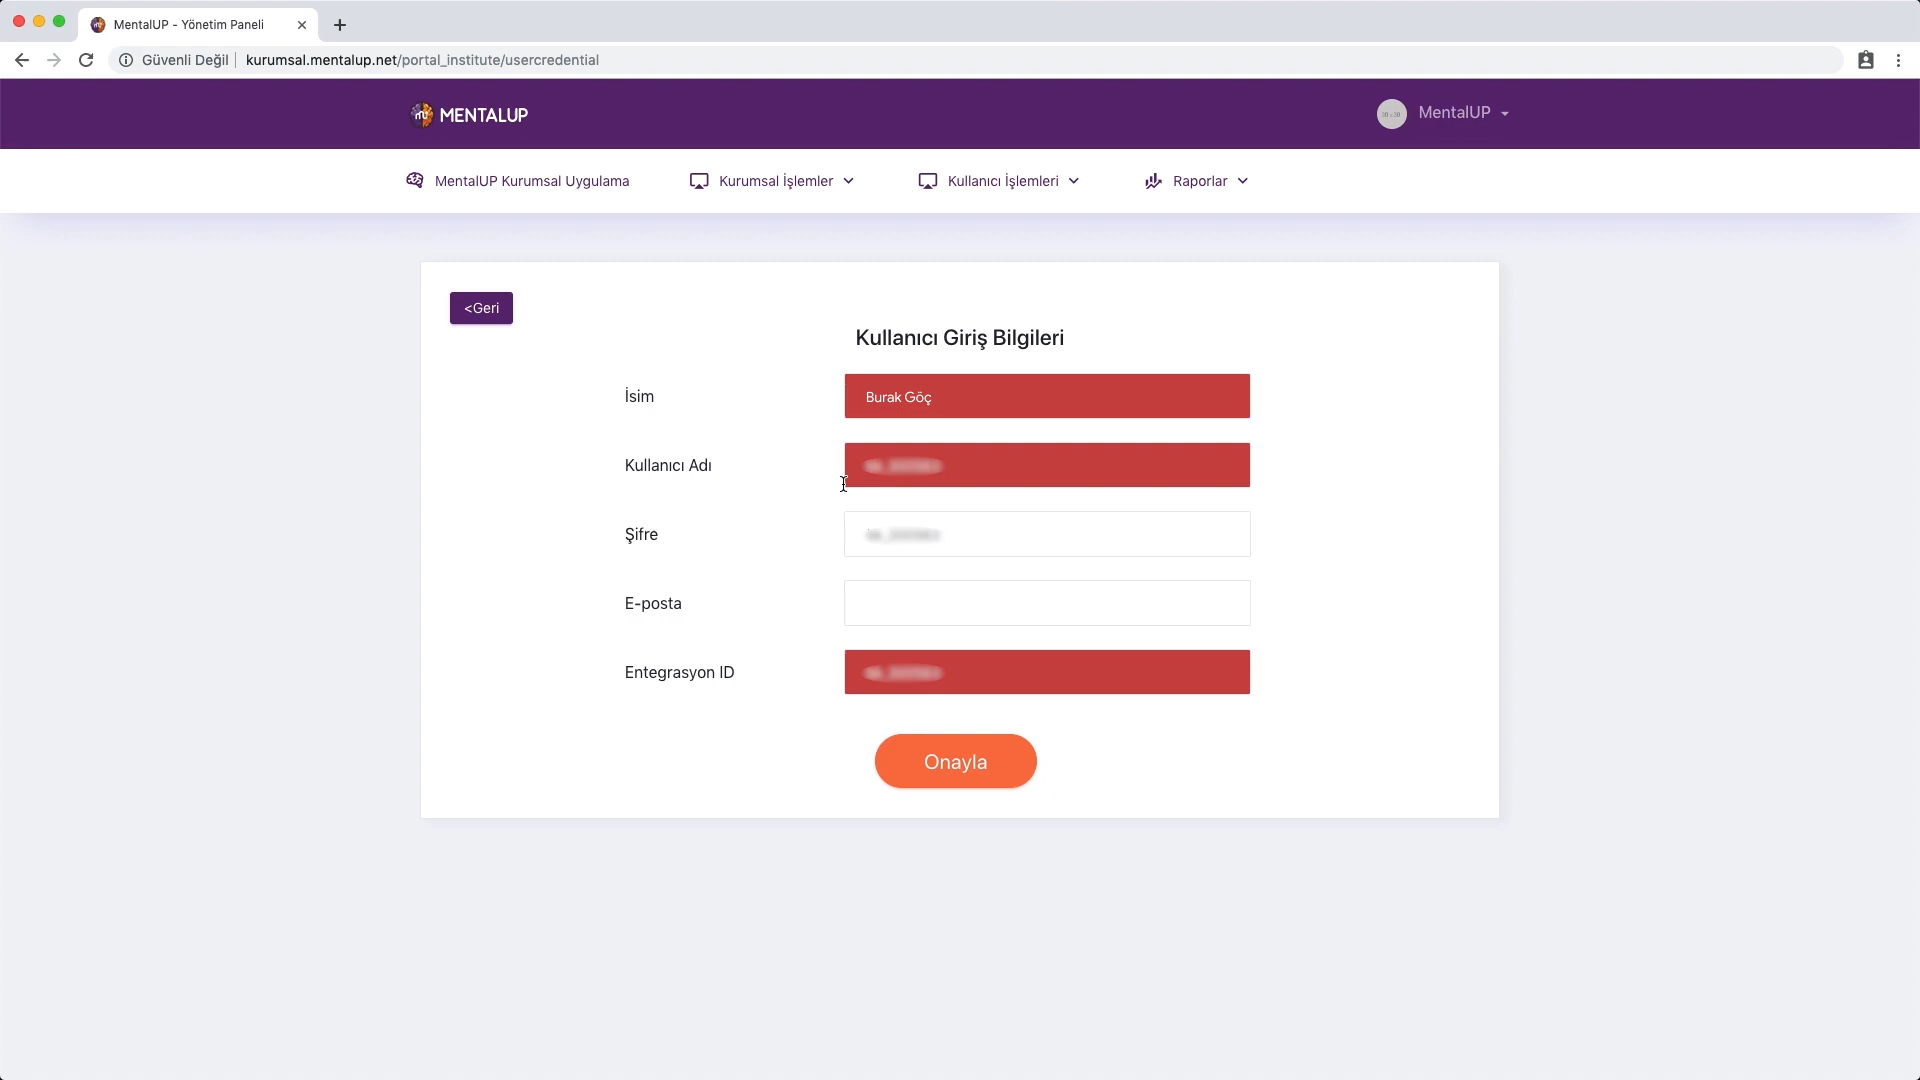 MentalUP - Yönetim Paneli
Güvenli Değil kurumsal.mentalup.net/portal_institute/usercredential
MENTALUP
MentalUP
MentalUP Kurumsal Uygulama Kurumsal İşlemler Kullanıcı İşlemleri Raporlar
<Geri
Kullanıcı Giriş Bilgileri
İsim Burak Göç
Kullanıcı Adı
Şifre
E-posta
Entegrasyon ID
Onayla